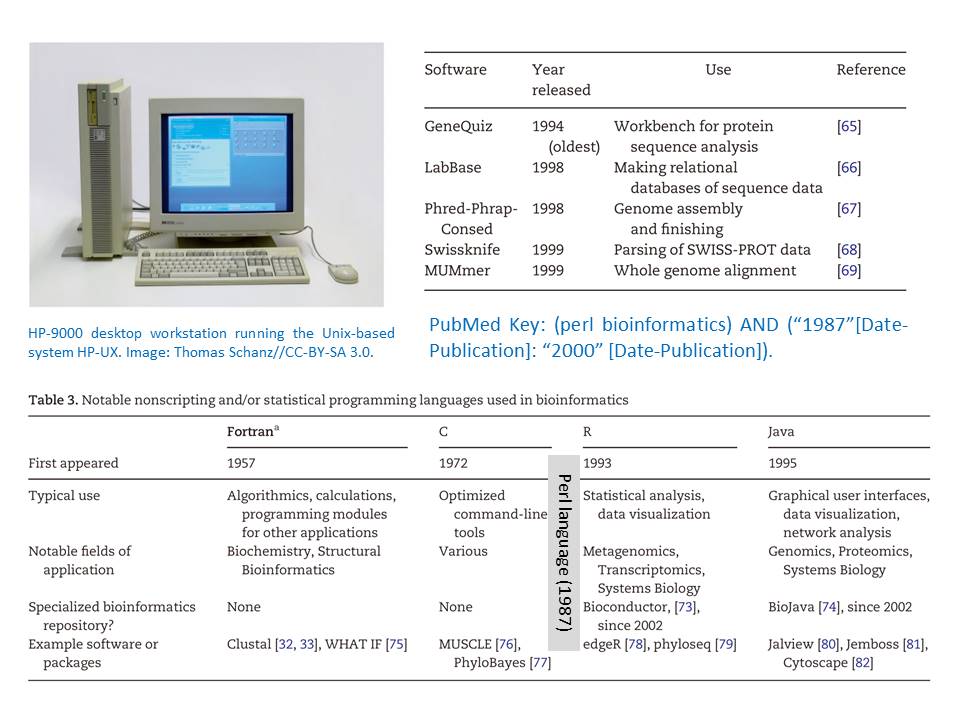 Software Year Use Reference
released
GeneQuiz 1994 Workbench for protein [65]
(oldest) sequence analysis
LabBase 1998 Making relational [66]
databases of sequence data
Phred-Phrap- 1998 Genome assembly [67]
Consed and finishing
Swissknife 1999 Parsing of SWISS-PROT data [68]
MUMmer 1999 Whole genome alignment [69]
HP-9000 desktop workstation running the Unix-based
system HP-UX. Image: Thomas Schanz//CC-BY-SA 3.0.
PubMed Key: (perl bioinformatics) AND (“1987”[Date-
Publication]: “2000” [Date-Publication]).
Table 3. Notable nonscripting and/or statistical programming languages used in bioinformatics
Fortranª C R Java
First appeared 1957 1972 1993 1995
Typical use Algorithmics, calculations, Optimized Statistical analysis, Graphical user interfaces,
programming modules command-line data visualization data visualization,
for other applications tools network analysis
Notable fields of Biochemistry, Structural Various Metagenomics, Genomics, Proteomics,
application Bioinformatics Transcriptomics, Systems Biology
Systems Biology
Specialized bioinformatics None None Bioconductor, [73], BioJava [74], since 2002
repository? since 2002
Example software or Clustal [32, 33], WHAT IF [75] MUSCLE [76], edgeR [78], phyloseq [79] Jalview [80], Jemboss [81],
packages PhyloBayes [77] Cytoscape [82]
Perl language (1987)